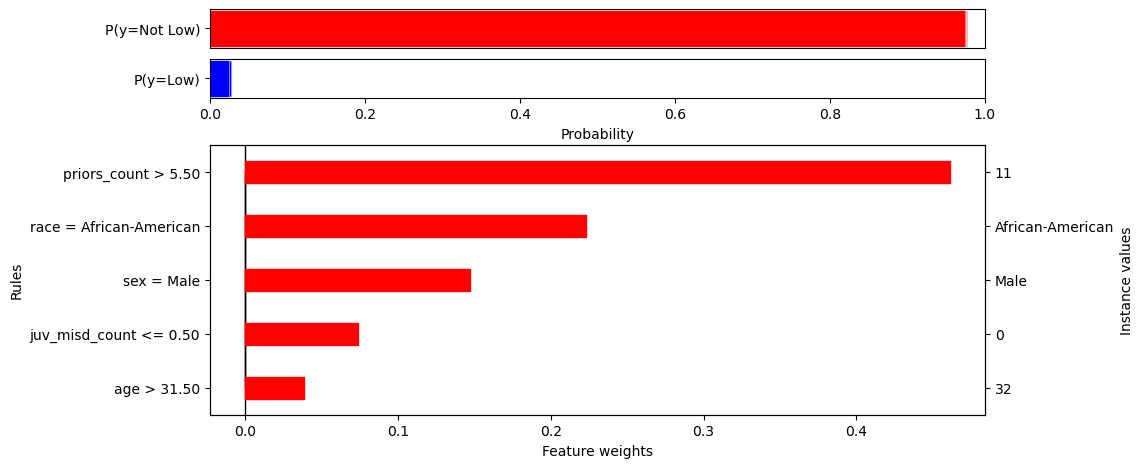 P(y=Not Low)
P(y=Low)
0.0 0.2 0.4 0.6 0.8 1.0
Probability
priors_count > 5.50 11
race = African-American African-American
sex = Male Male
juv_misd_count <= 0.50 0
age > 31.50 32
Rules
Instance values
0.0 0.1 0.2 0.3 0.4
Feature weights